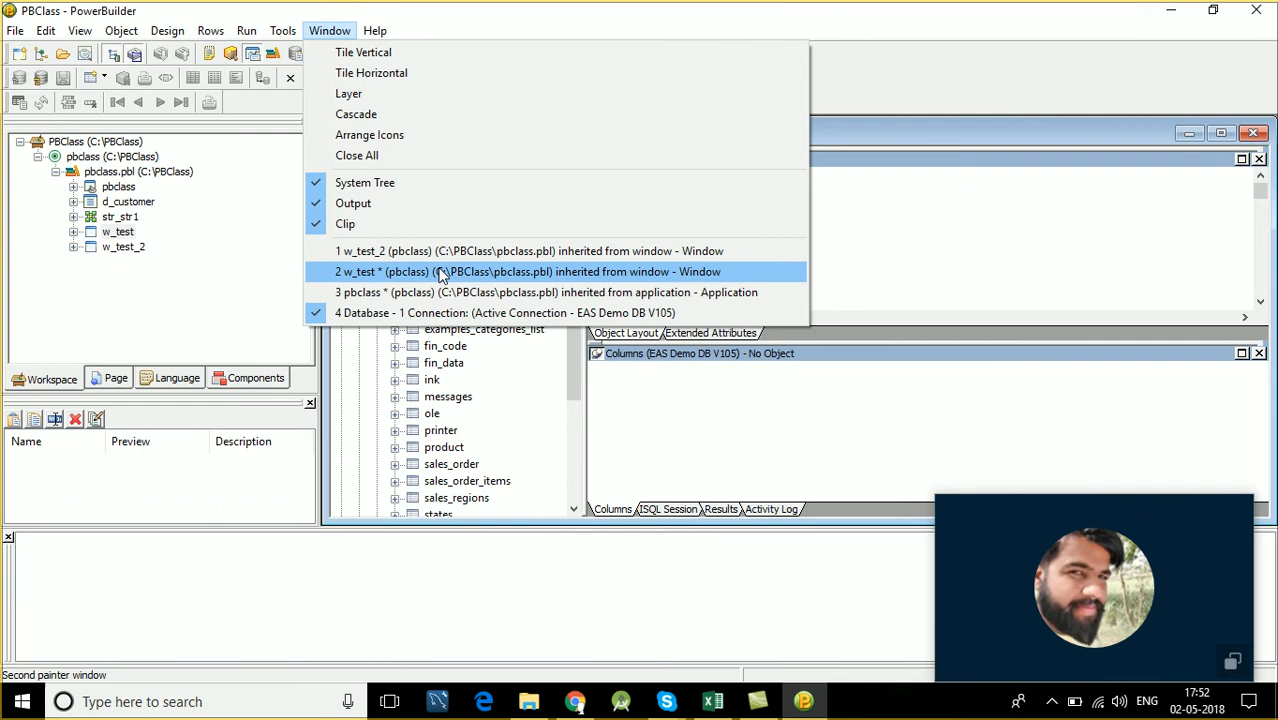 PBClass - PowerBuilder
File Edit View Object Design Rows Run Tools Window Help
Tile Vertical
Tile Horizontal
Layer
Cascade
Arrange Icons
Close All
System Tree
Output
Clip
1 w_test_2 (pbclass) (C:\PBClass\pbclass.pbl) inherited from window - Window
2 w_test * (pbclass) (C:\PBClass\pbclass.pbl) inherited from window - Window
3 pbclass * (pbclass) (C:\PBClass\pbclass.pbl) inherited from application - Application
4 Database - 1 Connection: (Active Connection - EAS Demo DB V105)
PBClass (C:\PBClass)
pbclass (C:\PBClass)
pbclass.pbl (C:\PBClass)
pbclass
d_customer
str_str1
w_test
w_test_2
Workspace Page Language Components
Name Preview Description
examples_categories_list
fin_code
fin_data
ink
messages
ole
printer
product
sales_order
sales_order_items
sales_regions
states
Object Layout Extended Attributes
Columns (EAS Demo DB V105) - No Object
Columns ISQL Session Results Activity Log
Second painter window
Type here to search
ENG
17:52
02-05-2018